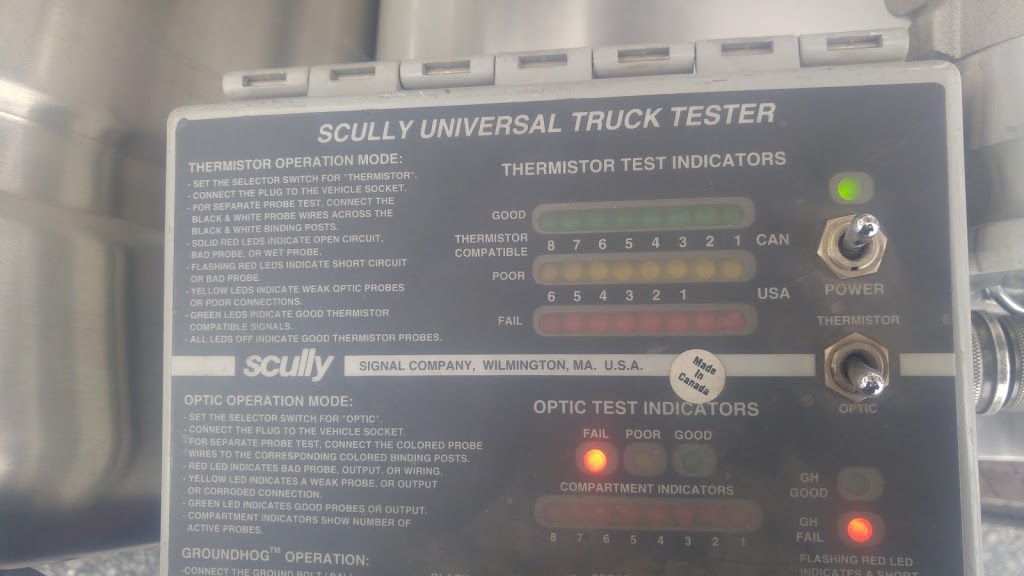 SCULLY UNIVERSAL TRUCK TESTER
THERMISTOR OPERATION MODE:
- SET THE SELECTOR SWITCH FOR "THERMISTOR".
- CONNECT THE PLUG TO THE VEHICLE SOCKET.
- FOR SEPARATE PROBE TEST, CONNECT THE
BLACK & WHITE PROBE WIRES ACROSS THE
BLACK & WHITE BINDING POSTS.
- SOLID RED LEDS INDICATE OPEN CIRCUIT,
BAD PROBE, OR WET PROBE.
- FLASHING RED LEDS INDICATE SHORT CIRCUIT
OR BAD PROBE.
- YELLOW LEDS INDICATE WEAK OPTIC PROBES
OR POOR CONNECTIONS.
- GREEN LEDS INDICATE GOOD THERMISTOR
COMPATIBLE SIGNALS.
- ALL LEDS OFF INDICATE GOOD THERMISTOR PROBES.
THERMISTOR TEST INDICATORS
GOOD
THERMISTOR
COMPATIBLE
8 7 6 5 4 3 2 1 CAN
POOR
6 5 4 3 2 1 USA
FAIL
POWER
THERMISTOR
OPTIC
scully SIGNAL COMPANY, WILMINGTON, MA. U.S.A.
Made
in
Canada
OPTIC OPERATION MODE:
- SET THE SELECTOR SWITCH FOR "OPTIC".
- CONNECT THE PLUG TO THE VEHICLE SOCKET.
- FOR SEPARATE PROBE TEST, CONNECT THE COLORED PROBE
WIRES TO THE CORRESPONDING COLORED BINDING POSTS.
- RED LED INDICATES BAD PROBE, OUTPUT, OR WIRING.
- YELLOW LED INDICATES A WEAK PROBE, OR OUTPUT
OR CORRODED CONNECTION.
- GREEN LED INDICATES GOOD PROBES OR OUTPUT.
- COMPARTMENT INDICATORS SHOW NUMBER OF
ACTIVE PROBES.
OPTIC TEST INDICATORS
FAIL POOR GOOD
COMPARTMENT INDICATORS
8 7 6 5 4 3 2 1
GH
GOOD
GH
FAIL
FLASHING RED LED
INDICATES A SHORT
GROUNDHOG™ OPERATION:
-CONNECT THE GROUND BOLT / BALL